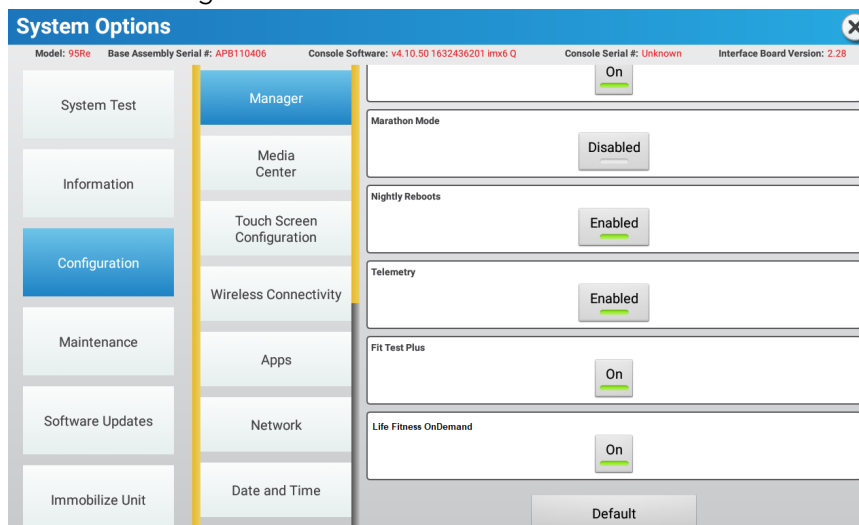 System Options
Model: 95Re Base Assembly Serial #: APB110406 Console Software: v4.10.50 1632436201 imx6 Q Console Serial #: Unknown Interface Board Version: 2.28
System Test
Information
Configuration
Maintenance
Software Updates
Immobilize Unit
Manager
Media
Center
Touch Screen
Configuration
Wireless Connectivity
Apps
Network
Date and Time
On
Marathon Mode
Disabled
Nightly Reboots
Enabled
Telemetry
Enabled
Fit Test Plus
On
Life Fitness OnDemand
On
Default